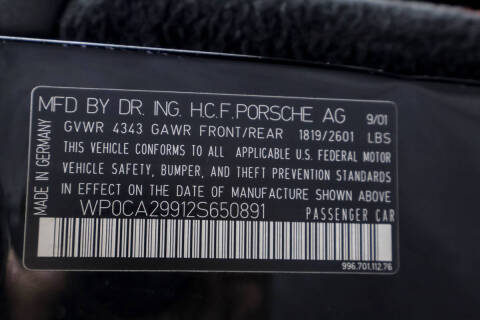 MFD BY DR. ING. H.C.F. PORSCHE AG 9/01
GVWR 4343 GAWR FRONT/REAR 1819/2601 LBS
THIS VEHICLE CONFORMS TO ALL APPLICABLE U.S. FEDERAL MOTOR
VEHICLE SAFETY, BUMPER, AND THEFT PREVENTION STANDARDS
IN EFFECT ON THE DATE OF MANUFACTURE SHOWN ABOVE
WP0CA29912S650891 PASSENGER CAR
996.701.112.76
MADE IN GERMANY